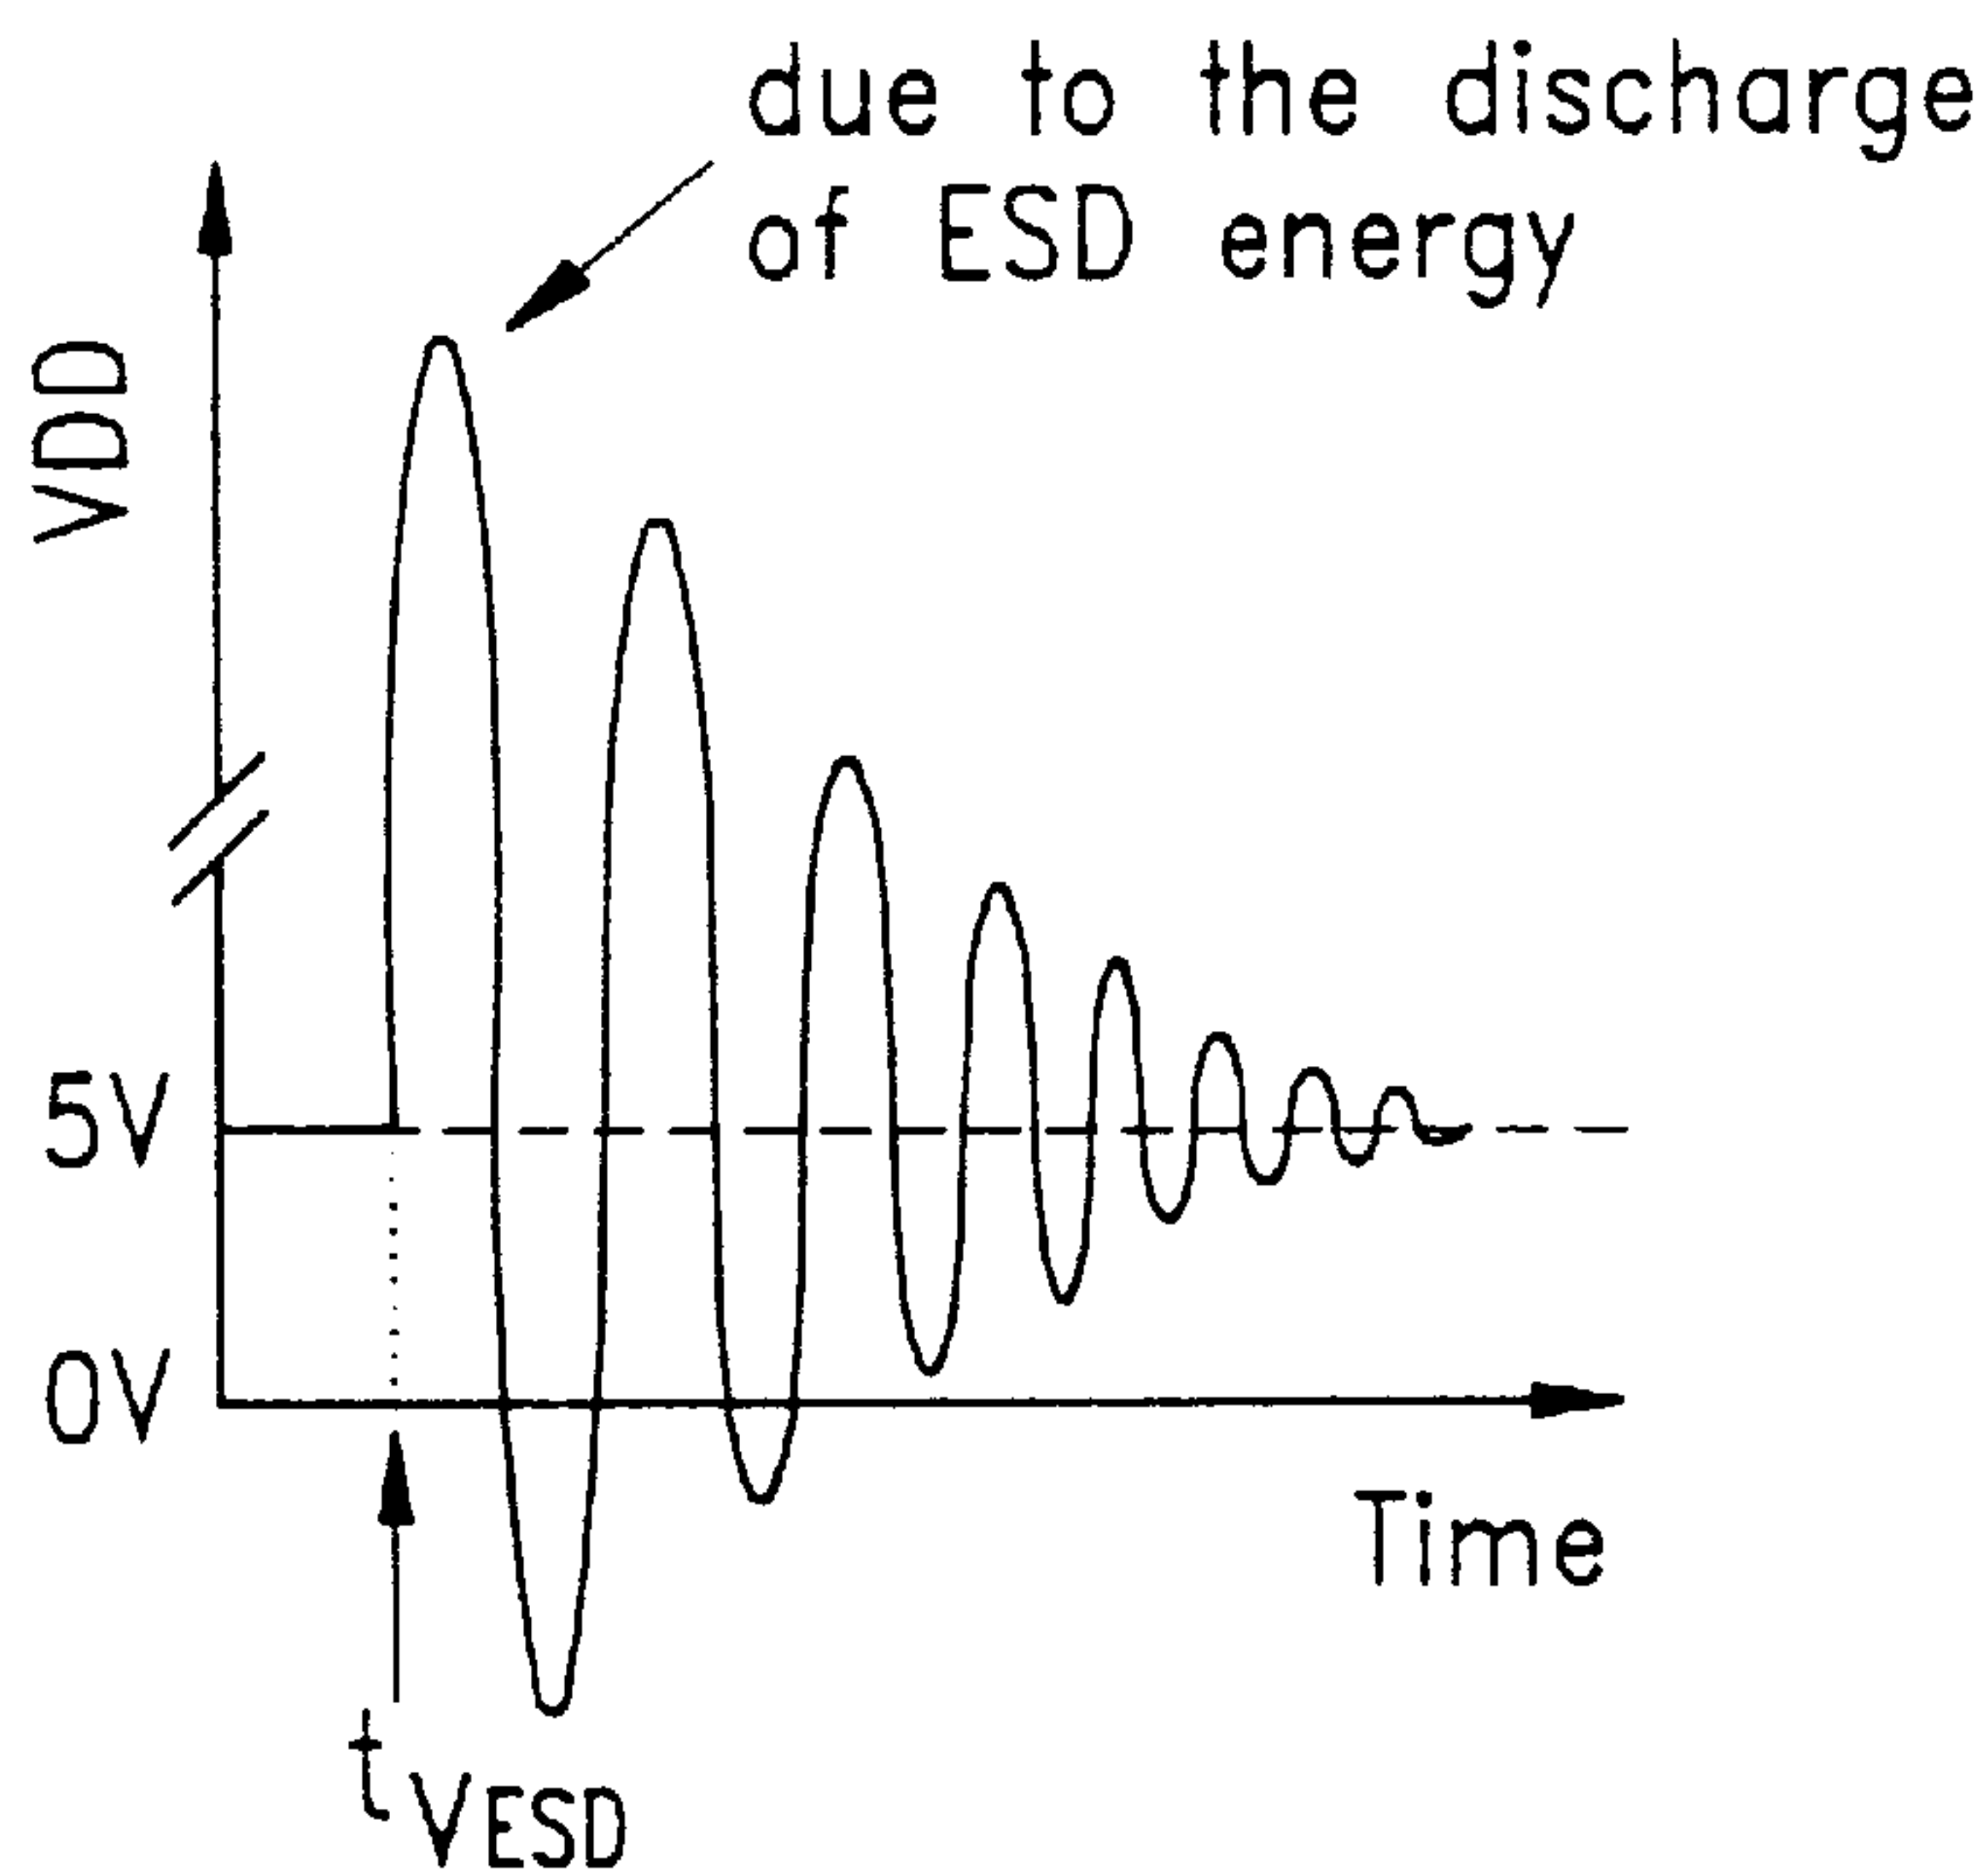 due to the discharge
of ESD energy
VDD
5V
0V
Time
tVESD